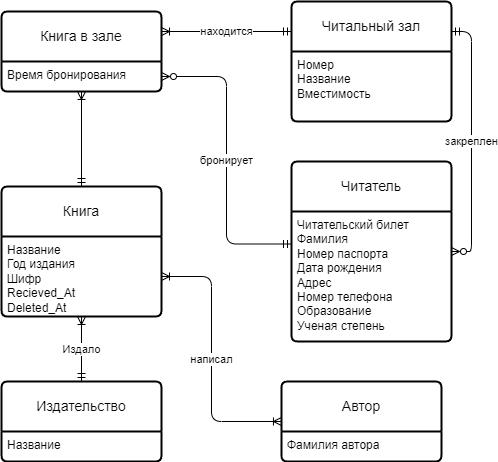 Книга в зале
Время бронирования
находится
Читальный зал
Номер
Название
Вместимость
закреплен
бронирует
Читатель
Читательский билет
Фамилия
Номер паспорта
Дата рождения
Адрес
Номер телефона
Образование
Ученая степень
Книга
Название
Год издания
Шифр
Recieved_At
Deleted_At
Издало
написал
Издательство
Название
Автор
Фамилия автора